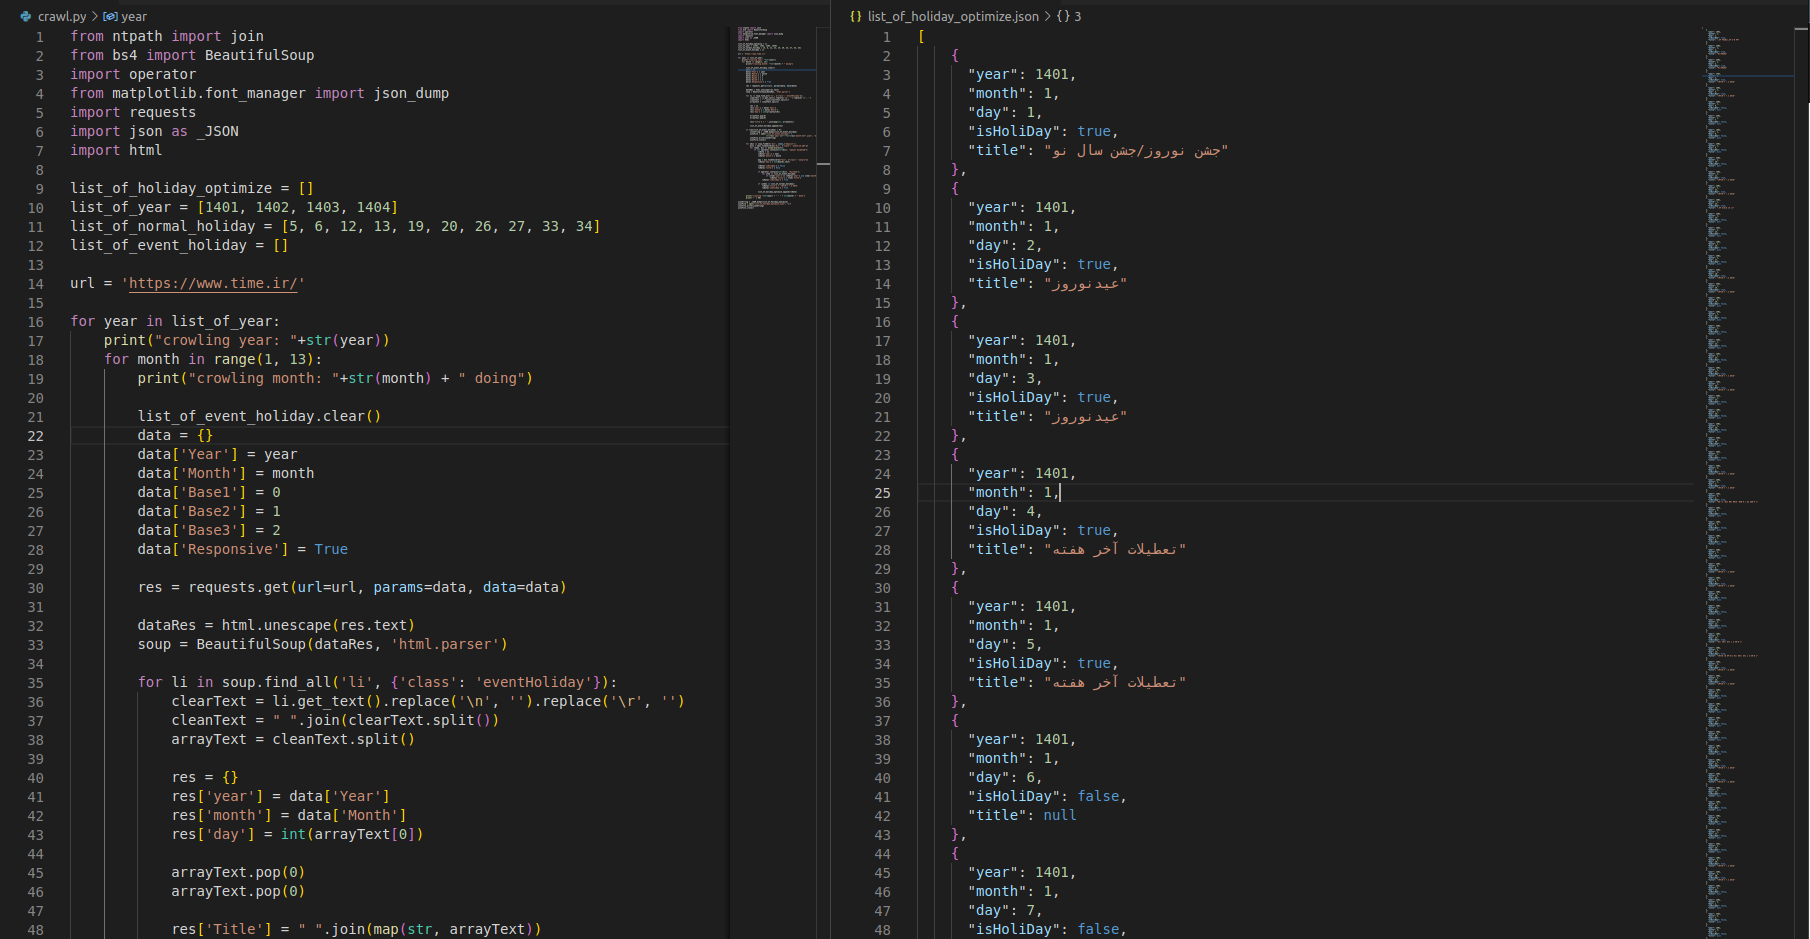 crawl.py > year
1 from ntpath import join
2 from bs4 import BeautifulSoup
3 import operator
4 from matplotlib.font_manager import json_dump
5 import requests
6 import json as _JSON
7 import html
8
9 list_of_holiday_optimize = []
10 list_of_year = [1401, 1402, 1403, 1404]
11 list_of_normal_holiday = [5, 6, 12, 13, 19, 20, 26, 27, 33, 34]
12 list_of_event_holiday = []
13
14 url = 'https://www.time.ir/'
15
16 for year in list_of_year:
17     print("crowling year: "+str(year))
18     for month in range(1, 13):
19         print("crowling month: "+str(month) + " doing")
20
21         list_of_event_holiday.clear()
22         data = {}
23         data['Year'] = year
24         data['Month'] = month
25         data['Base1'] = 0
26         data['Base2'] = 1
27         data['Base3'] = 2
28         data['Responsive'] = True
29
30         res = requests.get(url=url, params=data, data=data)
31
32         dataRes = html.unescape(res.text)
33         soup = BeautifulSoup(dataRes, 'html.parser')
34
35         for li in soup.find_all('li', {'class': 'eventHoliday'}):
36             clearText = li.get_text().replace('\n', '').replace('\r', '')
37             cleanText = " ".join(clearText.split())
38             arrayText = cleanText.split()
39
40             res = {}
41             res['year'] = data['Year']
42             res['month'] = data['Month']
43             res['day'] = int(arrayText[0])
44
45             arrayText.pop(0)
46             arrayText.pop(0)
47
48             res['Title'] = " ".join(map(str, arrayText))
{} list_of_holiday_optimize.json > {} 3
1 [
2     {
3         "year": 1401,
4         "month": 1,
5         "day": 1,
6         "isHoliDay": true,
7         "title": "جشن نوروز/جشن سال نو"
8     },
9     {
10         "year": 1401,
11         "month": 1,
12         "day": 2,
13         "isHoliDay": true,
14         "title": "عیدنوروز"
15     },
16     {
17         "year": 1401,
18         "month": 1,
19         "day": 3,
20         "isHoliDay": true,
21         "title": "عیدنوروز"
22     },
23     {
24         "year": 1401,
25         "month": 1,
26         "day": 4,
27         "isHoliDay": true,
28         "title": "تعطیلات آخر هفته"
29     },
30     {
31         "year": 1401,
32         "month": 1,
33         "day": 5,
34         "isHoliDay": true,
35         "title": "تعطیلات آخر هفته"
36     },
37     {
38         "year": 1401,
39         "month": 1,
40         "day": 6,
41         "isHoliDay": false,
42         "title": null
43     },
44     {
45         "year": 1401,
46         "month": 1,
47         "day": 7,
48         "isHoliDay": false,